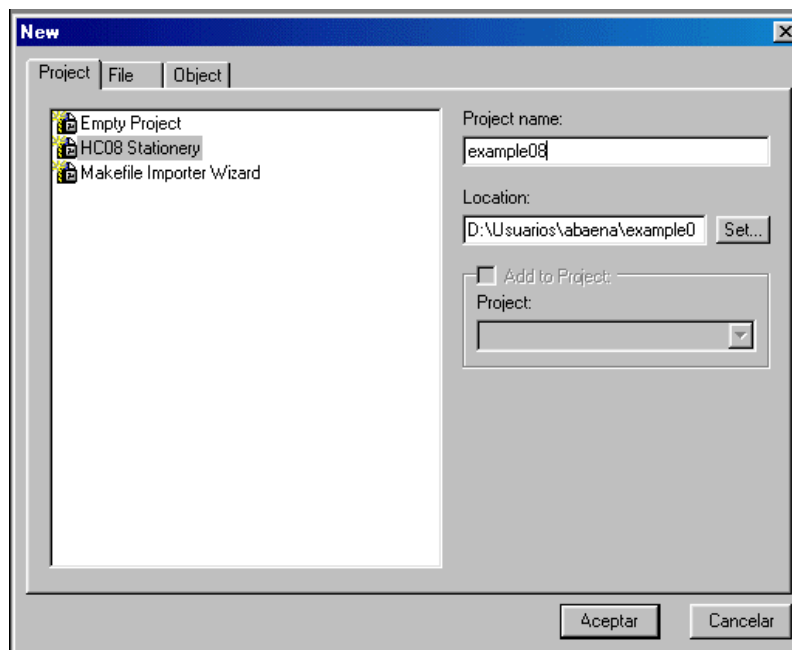 New
Project File Object
Empty Project
HC08 Stationery
Makefile Importer Wizard
Project name:
example08
Location:
D:\Usuarios\abaena\example0
Set...
Add to Project:
Project:
Aceptar Cancelar